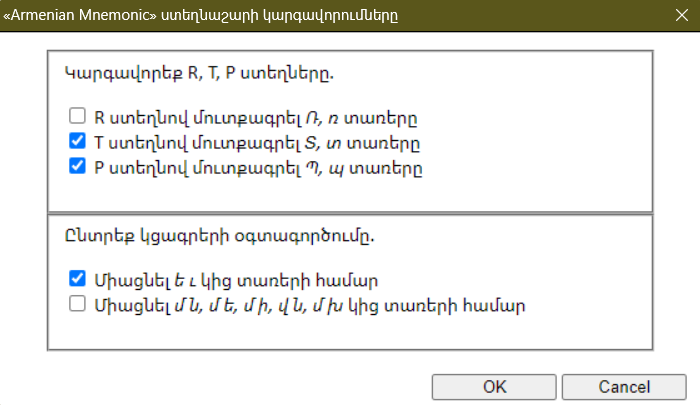 «Armenian Mnemonic» ստեղնաշարի կարգավորումները
Կարգավորեք R, T, P ստեղները.
R ստեղնով մուտքագրել Ռ, ռ տառերը
T ստեղնով մուտքագրել Տ, տ տառերը
P ստեղնով մուտքագրել Պ, պ տառերը
Ընտրեք կցագրերի օգտագործումը.
Միացնել ե ւ կից տառերի համար
Միացնել մ ն, մ ե, մ ի, վ ն, մ խ կից տառերի համար
OK Cancel